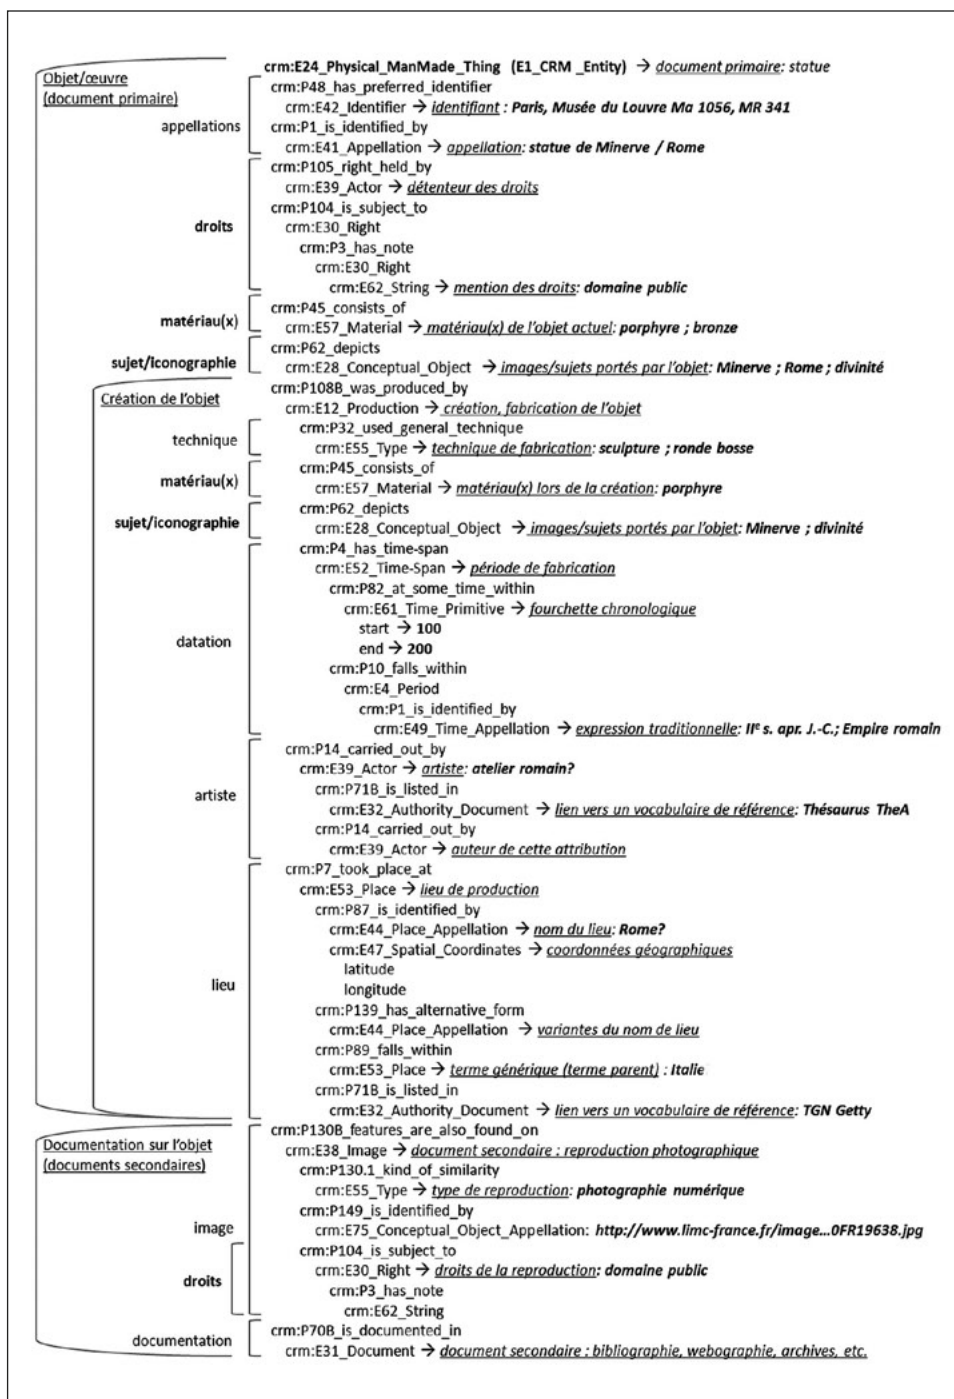 crm:E24_Physical_ManMade_Thing (E1_CRM _Entity) → document primaire: statue
Objet/œuvre
(document primaire)
crm:P48_has_preferred_identifier
crm:E42_Identifier → identifiant : Paris, Musée du Louvre Ma 1056, MR 341
appellations
crm:P1_is_identified_by
crm:E41_Appellation → appellation: statue de Minerve / Rome
crm:P105_right_held_by
crm:E39_Actor → détenteur des droits
crm:P104_is_subject_to
droits
crm:E30_Right
crm:P3_has_note
crm:E30_Right
crm:E62_String → mention des droits: domaine public
matériau(x)
crm:P45_consists_of
crm:E57_Material → matériau(x) de l'objet actuel: porphyre ; bronze
sujet/iconographie
crm:P62_depicts
crm:E28_Conceptual_Object → images/sujets portés par l'objet: Minerve ; Rome ; divinité
Création de l'objet
crm:P108B_was_produced_by
crm:E12_Production → création, fabrication de l'objet
technique
crm:P32_used_general_technique
crm:E55_Type → technique de fabrication: sculpture ; ronde bosse
matériau(x)
crm:P45_consists_of
crm:E57_Material → matériau(x) lors de la création: porphyre
sujet/iconographie
crm:P62_depicts
crm:E28_Conceptual_Object → images/sujets portés par l'objet: Minerve ; divinité
crm:P4_has_time-span
crm:E52_Time-Span → période de fabrication
crm:P82_at_some_time_within
crm:E61_Time_Primitive → fourchette chronologique
start → 100
datation
end → 200
crm:P10_falls_within
crm:E4_Period
crm:P1_is_identified_by
crm:E49_Time_Appellation → expression traditionnelle: IIe s. apr. J.-C.; Empire romain
crm:P14_carried_out_by
crm:E39_Actor → artiste: atelier romain?
artiste
crm:P71B_is_listed_in
crm:E32_Authority_Document → lien vers un vocabulaire de référence: Thésaurus TheA
crm:P14_carried_out_by
crm:E39_Actor → auteur de cette attribution
crm:P7_took_place_at
crm:E53_Place → lieu de production
crm:P87_is_identified_by
crm:E44_Place_Appellation → nom du lieu: Rome?
crm:E47_Spatial_Coordinates → coordonnées géographiques
latitude
lieu
longitude
crm:P139_has_alternative_form
crm:E44_Place_Appellation → variantes du nom de lieu
crm:P89_falls_within
crm:E53_Place → terme générique (terme parent) : Italie
crm:P71B_is_listed_in
crm:E32_Authority_Document → lien vers un vocabulaire de référence: TGN Getty
Documentation sur l'objet
(documents secondaires)
crm:P130B_features_are_also_found_on
crm:E38_Image → document secondaire : reproduction photographique
crm:P130.1_kind_of_similarity
crm:E55_Type → type de reproduction: photographie numérique
crm:P149_is_identified_by
image
crm:E75_Conceptual_Object_Appellation: http://www.limc-france.fr/image...0FR19638.jpg
crm:P104_is_subject_to
droits
crm:E30_Right → droits de la reproduction: domaine public
crm:P3_has_note
crm:E62_String
documentation
crm:P70B_is_documented_in
crm:E31_Document → document secondaire : bibliographie, webographie, archives, etc.